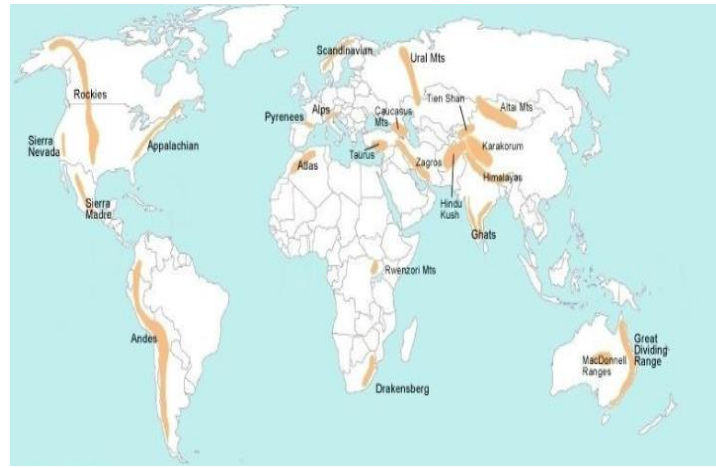 Scandinavian
Ural Mts
Rockies
Tien Shan
Alps
Altai Mts
Caucasus
Mts
Pyrenees
Sierra
Nevada
Appalachian
Karakorum
Taurus
Zagros
Atlas
Himalayas
Sierra
Madre
Hindu
Kush
Ghats
Rwenzori Mts
Andes
Great
Dividing
Range
MacDonnell
Ranges
Drakensberg